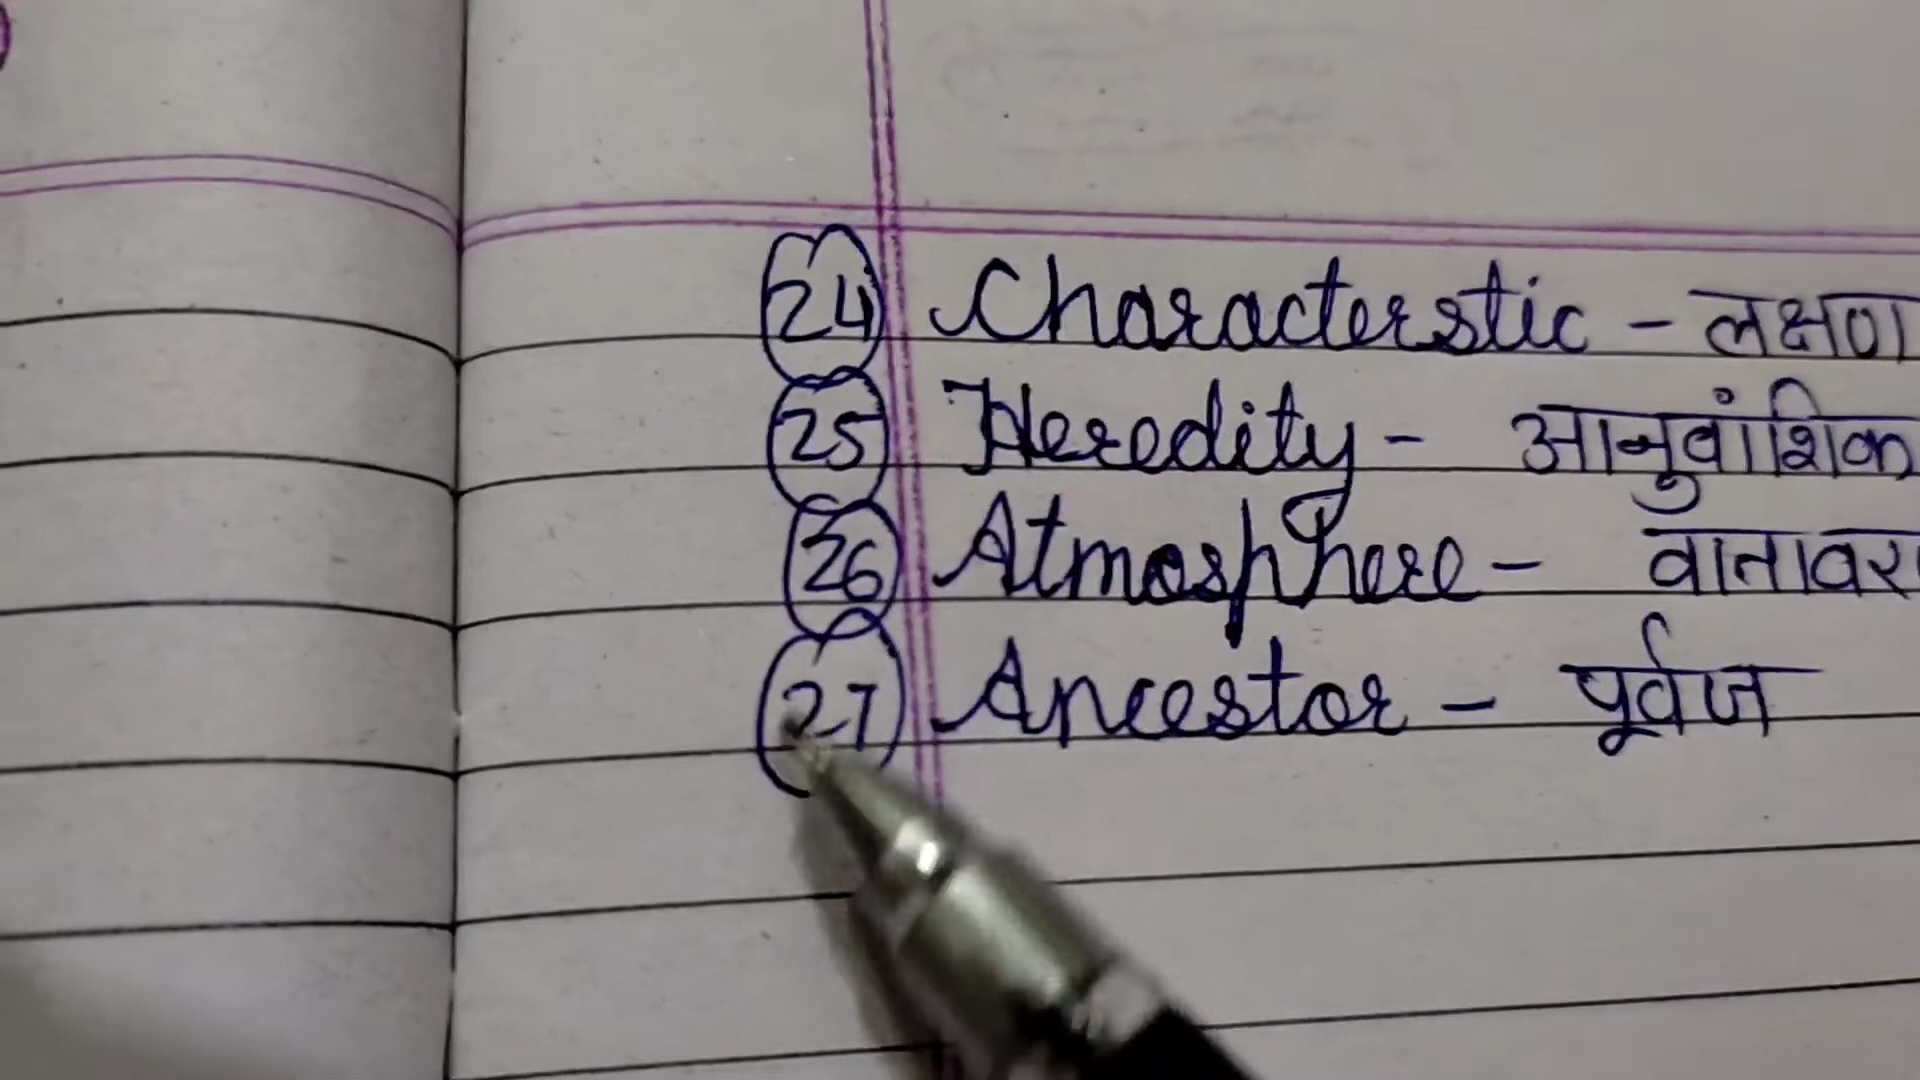 24 Characterstic - लक्षण
25 Heredity - आनुवांशिक
26 Atmosphere - वातावर
27 Ancestor - पूर्वज